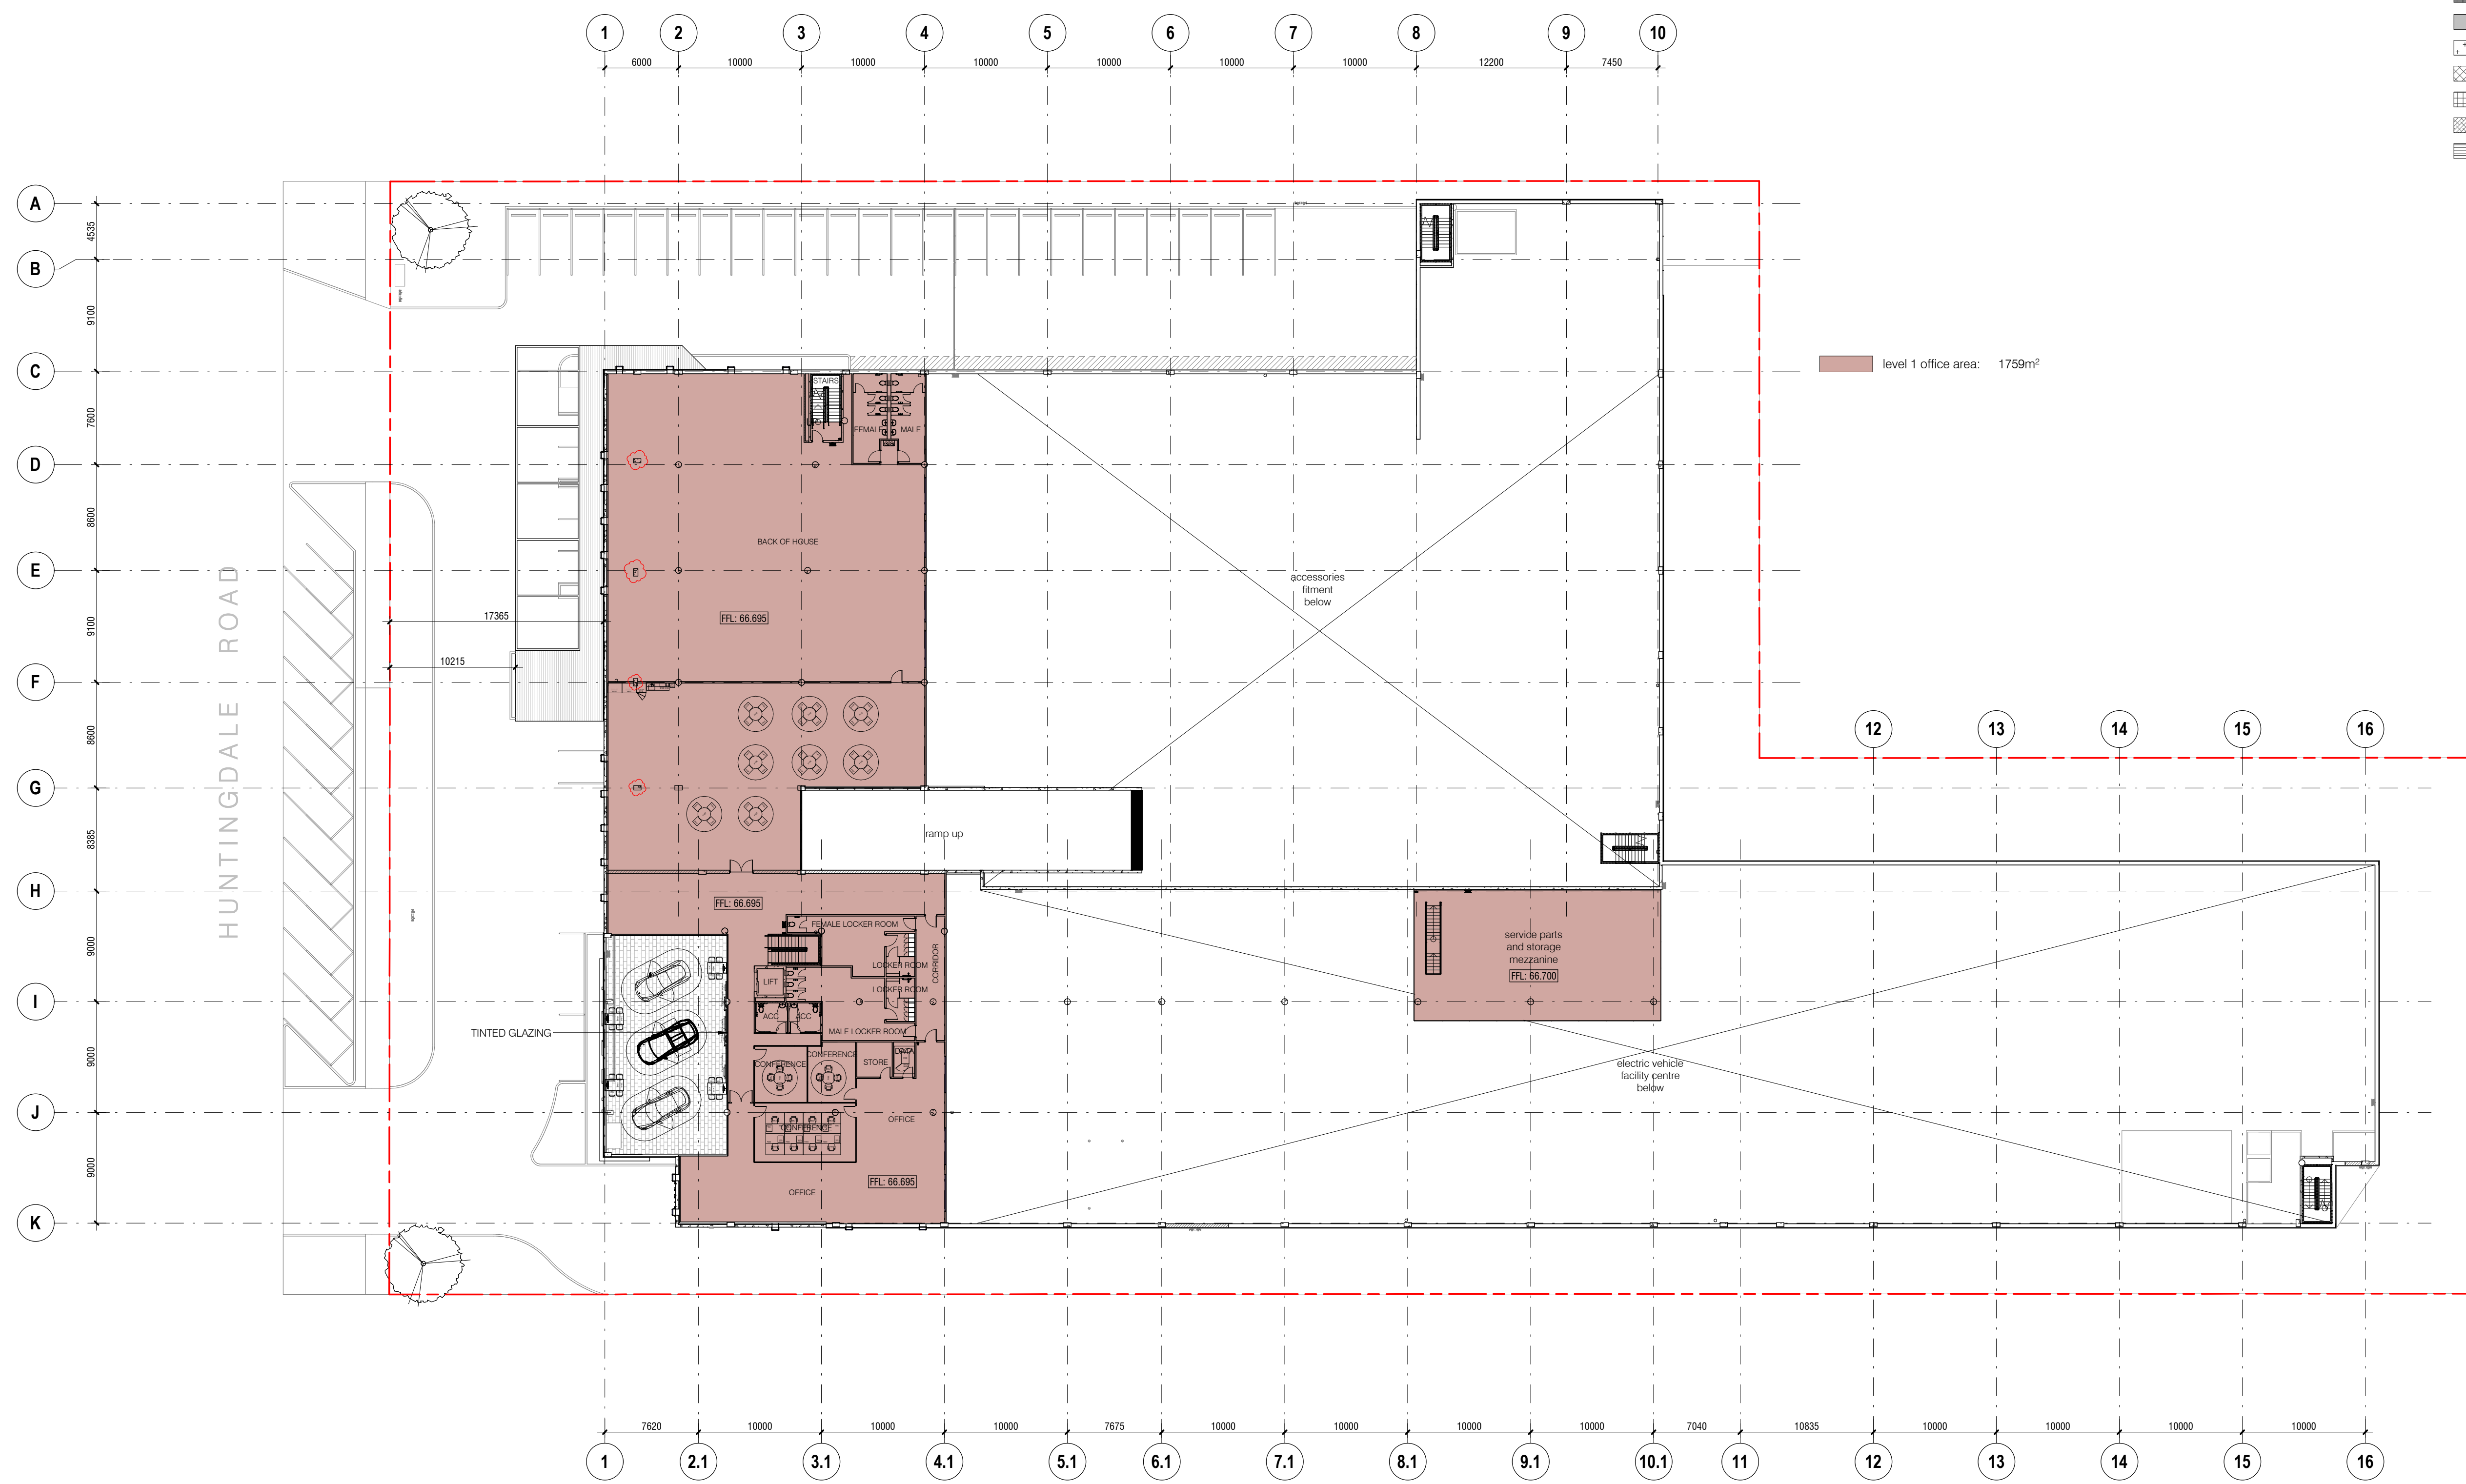 1 2 3 4 5 6 7 8 9 10
6000 10000 10000 10000 10000 10000 10000 12200 7450
A
4535
B
9100
C
7600
D
8600
E
9100
F
8600
G
8385
H
9000
I
9000
J
9000
K
HUNTINGDALE ROAD
level 1 office area: 1759m²
STAIRS
FEMALE MALE
BACK OF HOUSE
FFL: 66.695
17365
10215
accessories
fitment
below
12 13 14 15 16
ramp up
FFL: 66.695
FEMALE LOCKER ROOM
LOCKER ROOM
CORRIDOR
LIFT
LOCKER ROOM
ACC ACC
MALE LOCKER ROOM
TINTED GLAZING
CONFERENCE
CONFERENCE
STORE
DATA
CONFERENCE
OFFICE
FFL: 66.695
OFFICE
service parts
and storage
mezzanine
FFL: 66.700
electric vehicle
facility centre
below
7620 10000 10000 10000 7675 10000 10000 10000 10000 7040 10835 10000 10000 10000 10000
1 2.1 3.1 4.1 5.1 6.1 7.1 8.1 9.1 10.1 11 12 13 14 15 16